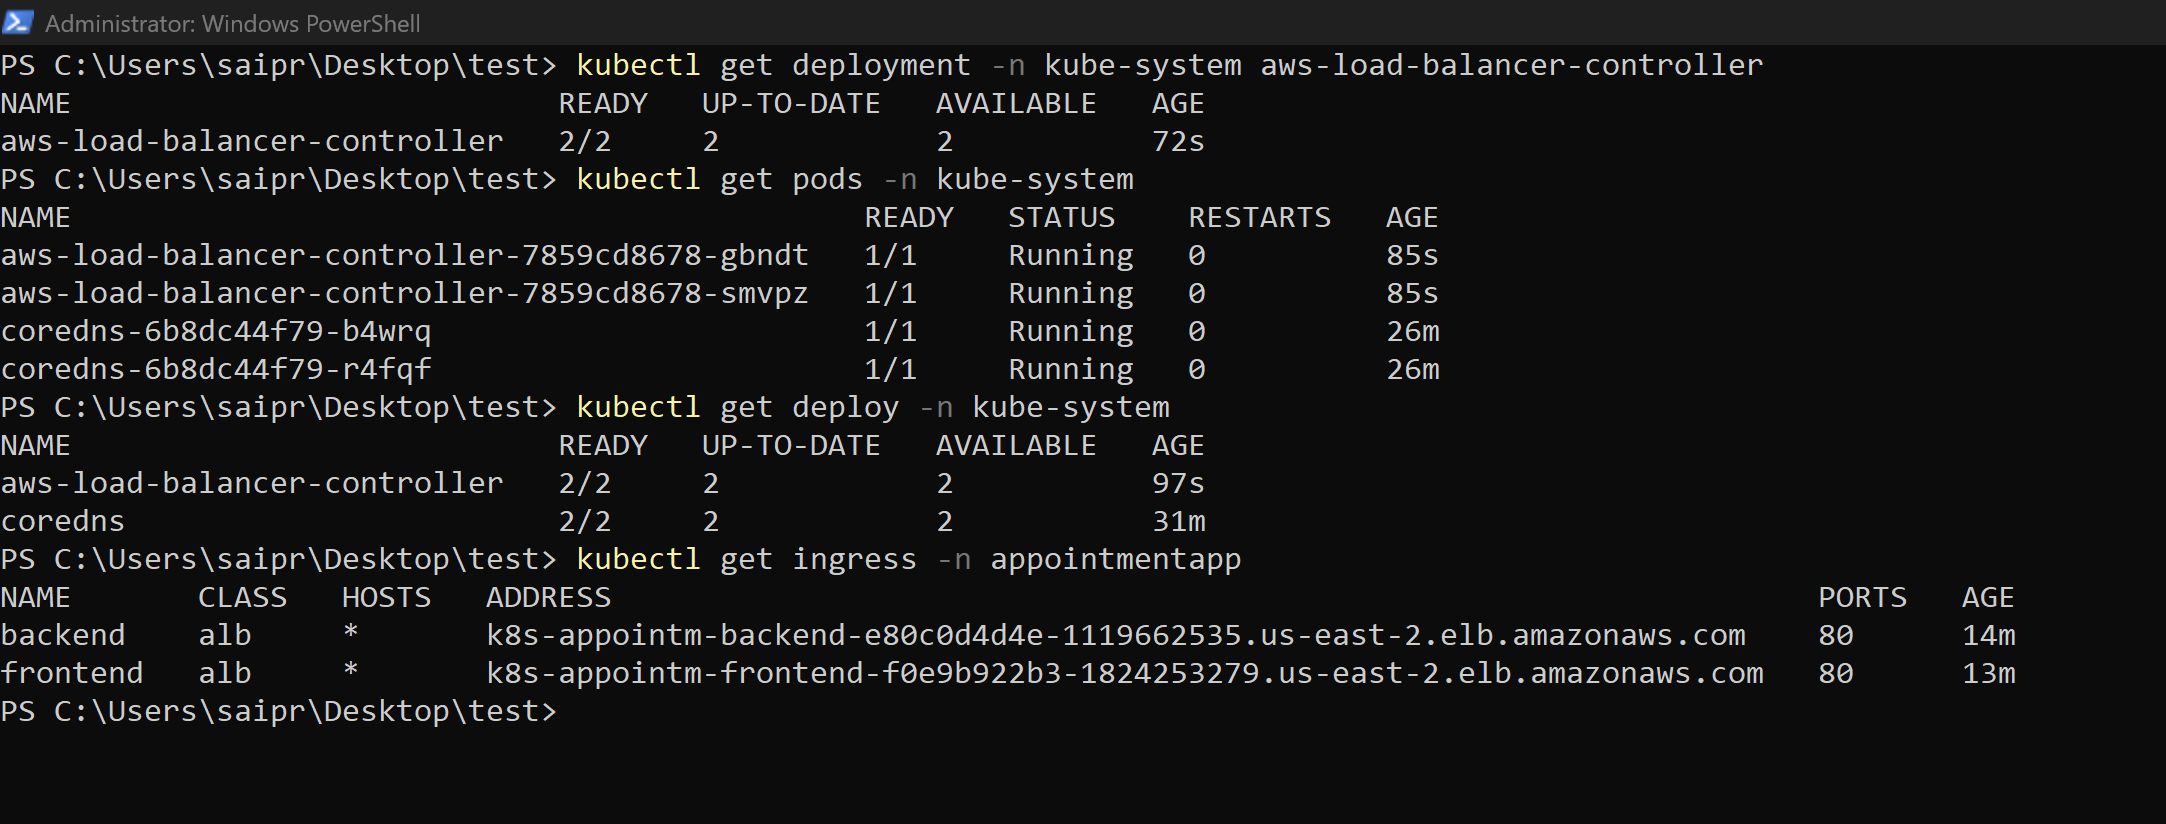 Administrator: Windows PowerShell
PS C:\Users\saipr\Desktop\test> kubectl get deployment -n kube-system aws-load-balancer-controller
NAME                           READY   UP-TO-DATE   AVAILABLE   AGE
aws-load-balancer-controller   2/2     2            2           72s
PS C:\Users\saipr\Desktop\test> kubectl get pods -n kube-system
NAME                                            READY   STATUS    RESTARTS   AGE
aws-load-balancer-controller-7859cd8678-gbndt   1/1     Running   0          85s
aws-load-balancer-controller-7859cd8678-smvpz   1/1     Running   0          85s
coredns-6b8dc44f79-b4wrq                        1/1     Running   0          26m
coredns-6b8dc44f79-r4fqf                        1/1     Running   0          26m
PS C:\Users\saipr\Desktop\test> kubectl get deploy -n kube-system
NAME                           READY   UP-TO-DATE   AVAILABLE   AGE
aws-load-balancer-controller   2/2     2            2           97s
coredns                        2/2     2            2           31m
PS C:\Users\saipr\Desktop\test> kubectl get ingress -n appointmentapp
NAME       CLASS   HOSTS   ADDRESS                                                                   PORTS   AGE
backend    alb     *       k8s-appointm-backend-e80c0d4d4e-1119662535.us-east-2.elb.amazonaws.com    80      14m
frontend   alb     *       k8s-appointm-frontend-f0e9b922b3-1824253279.us-east-2.elb.amazonaws.com   80      13m
PS C:\Users\saipr\Desktop\test>